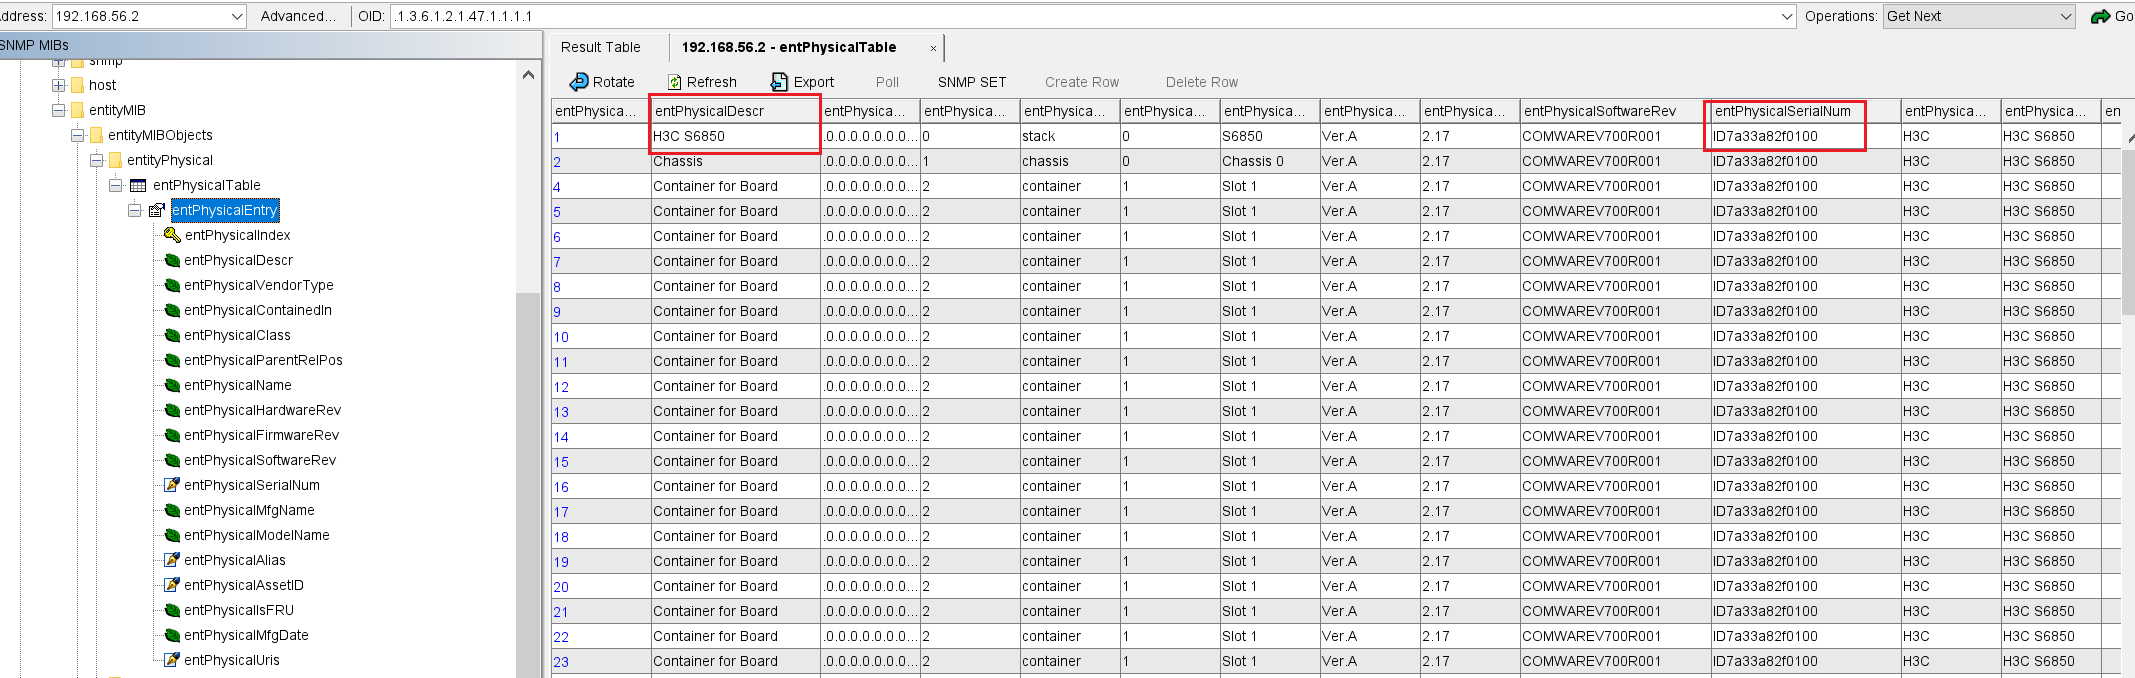 ddress: 192.168.56.2 Advanced... OID: .1.3.6.1.2.1.47.1.1.1.1 Operations: Get Next Go
SNMP MIBs
snmp
host
entityMIB
entityMIBObjects
entityPhysical
entPhysicalTable
entPhysicalEntry
entPhysicalIndex
entPhysicalDescr
entPhysicalVendorType
entPhysicalContainedIn
entPhysicalClass
entPhysicalParentRelPos
entPhysicalName
entPhysicalHardwareRev
entPhysicalFirmwareRev
entPhysicalSoftwareRev
entPhysicalSerialNum
entPhysicalMfgName
entPhysicalModelName
entPhysicalAlias
entPhysicalAssetID
entPhysicalIsFRU
entPhysicalMfgDate
entPhysicalUris
Result Table 192.168.56.2 - entPhysicalTable ×
Rotate Refresh Export Poll SNMP SET Create Row Delete Row
entPhysica... entPhysicalDescr entPhysica... entPhysica... entPhysica... entPhysica... entPhysica... entPhysica... entPhysica... entPhysicalSoftwareRev entPhysicalSerialNum entPhysica... entPhysica... en
1 H3C S6850 .0.0.0.0.0.0... 0 stack 0 S6850 Ver.A 2.17 COMWAREV700R001 ID7a33a82f0100 H3C H3C S6850
2 Chassis .0.0.0.0.0.0... 1 chassis 0 Chassis 0 Ver.A 2.17 COMWAREV700R001 ID7a33a82f0100 H3C H3C S6850
4 Container for Board .0.0.0.0.0.0... 2 container 1 Slot 1 Ver.A 2.17 COMWAREV700R001 ID7a33a82f0100 H3C H3C S6850
5 Container for Board .0.0.0.0.0.0... 2 container 1 Slot 1 Ver.A 2.17 COMWAREV700R001 ID7a33a82f0100 H3C H3C S6850
6 Container for Board .0.0.0.0.0.0... 2 container 1 Slot 1 Ver.A 2.17 COMWAREV700R001 ID7a33a82f0100 H3C H3C S6850
7 Container for Board .0.0.0.0.0.0... 2 container 1 Slot 1 Ver.A 2.17 COMWAREV700R001 ID7a33a82f0100 H3C H3C S6850
8 Container for Board .0.0.0.0.0.0... 2 container 1 Slot 1 Ver.A 2.17 COMWAREV700R001 ID7a33a82f0100 H3C H3C S6850
9 Container for Board .0.0.0.0.0.0... 2 container 1 Slot 1 Ver.A 2.17 COMWAREV700R001 ID7a33a82f0100 H3C H3C S6850
10 Container for Board .0.0.0.0.0.0... 2 container 1 Slot 1 Ver.A 2.17 COMWAREV700R001 ID7a33a82f0100 H3C H3C S6850
11 Container for Board .0.0.0.0.0.0... 2 container 1 Slot 1 Ver.A 2.17 COMWAREV700R001 ID7a33a82f0100 H3C H3C S6850
12 Container for Board .0.0.0.0.0.0... 2 container 1 Slot 1 Ver.A 2.17 COMWAREV700R001 ID7a33a82f0100 H3C H3C S6850
13 Container for Board .0.0.0.0.0.0... 2 container 1 Slot 1 Ver.A 2.17 COMWAREV700R001 ID7a33a82f0100 H3C H3C S6850
14 Container for Board .0.0.0.0.0.0... 2 container 1 Slot 1 Ver.A 2.17 COMWAREV700R001 ID7a33a82f0100 H3C H3C S6850
15 Container for Board .0.0.0.0.0.0... 2 container 1 Slot 1 Ver.A 2.17 COMWAREV700R001 ID7a33a82f0100 H3C H3C S6850
16 Container for Board .0.0.0.0.0.0... 2 container 1 Slot 1 Ver.A 2.17 COMWAREV700R001 ID7a33a82f0100 H3C H3C S6850
17 Container for Board .0.0.0.0.0.0... 2 container 1 Slot 1 Ver.A 2.17 COMWAREV700R001 ID7a33a82f0100 H3C H3C S6850
18 Container for Board .0.0.0.0.0.0... 2 container 1 Slot 1 Ver.A 2.17 COMWAREV700R001 ID7a33a82f0100 H3C H3C S6850
19 Container for Board .0.0.0.0.0.0... 2 container 1 Slot 1 Ver.A 2.17 COMWAREV700R001 ID7a33a82f0100 H3C H3C S6850
20 Container for Board .0.0.0.0.0.0... 2 container 1 Slot 1 Ver.A 2.17 COMWAREV700R001 ID7a33a82f0100 H3C H3C S6850
21 Container for Board .0.0.0.0.0.0... 2 container 1 Slot 1 Ver.A 2.17 COMWAREV700R001 ID7a33a82f0100 H3C H3C S6850
22 Container for Board .0.0.0.0.0.0... 2 container 1 Slot 1 Ver.A 2.17 COMWAREV700R001 ID7a33a82f0100 H3C H3C S6850
23 Container for Board .0.0.0.0.0.0... 2 container 1 Slot 1 Ver.A 2.17 COMWAREV700R001 ID7a33a82f0100 H3C H3C S6850